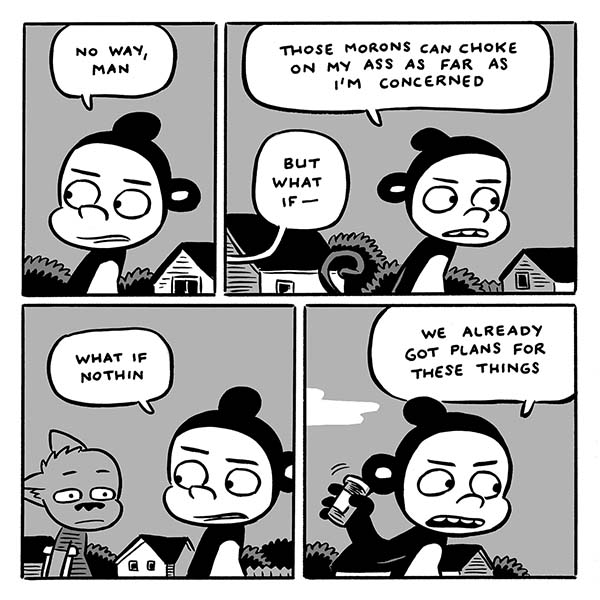 NO WAY,
MAN
THOSE MORONS CAN CHOKE
ON MY ASS AS FAR AS
I'M CONCERNED
BUT
WHAT
IF—
WHAT IF
NOTHIN
WE ALREADY
GOT PLANS FOR
THESE THINGS